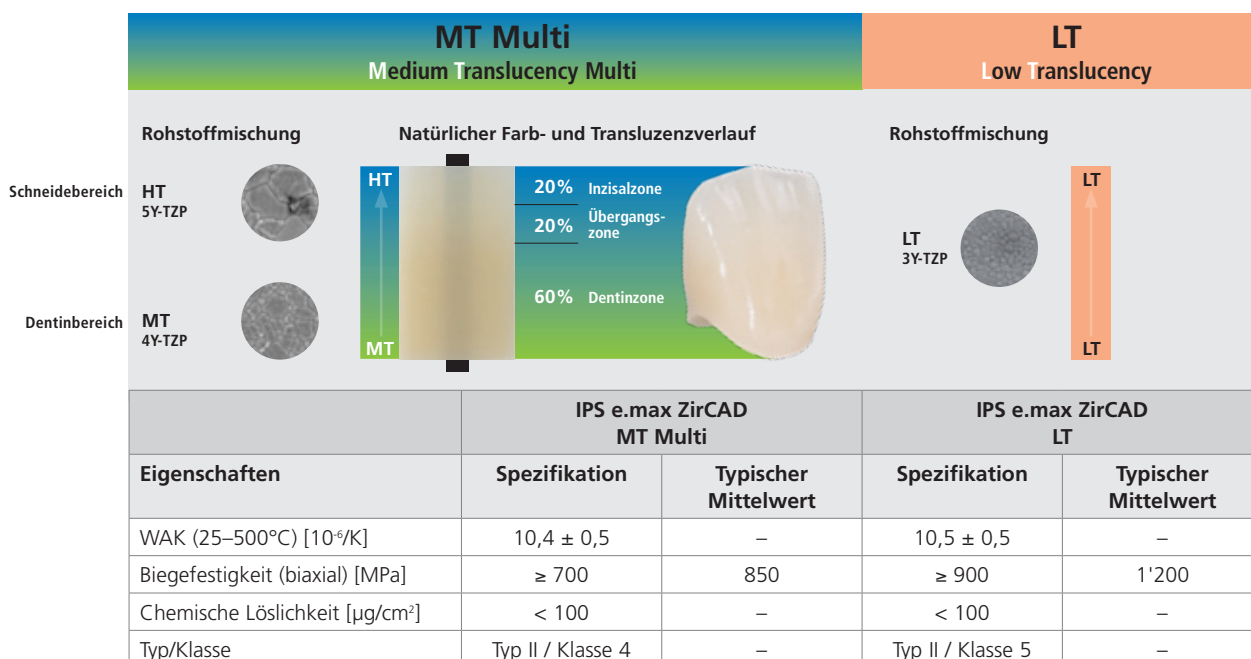 MT Multi
Medium Translucency Multi
LT
Low Translucency
Rohstoffmischung
Natürlicher Farb- und Transluzenzverlauf
Rohstoffmischung
Schneidebereich
HT
5Y-TZP
Dentinbereich
MT
4Y-TZP
HT
MT
20% Inzisalzone
20% Übergangs-
zone
60% Dentinzone
LT
3Y-TZP
LT
LT
IPS e.max ZirCAD
MT Multi
IPS e.max ZirCAD
LT
Eigenschaften
Spezifikation
Typischer
Mittelwert
Spezifikation
Typischer
Mittelwert
WAK (25–500°C) [10⁻⁶/K] 10,4 ± 0,5 – 10,5 ± 0,5 –
Biegefestigkeit (biaxial) [MPa] ≥ 700 850 ≥ 900 1'200
Chemische Löslichkeit [µg/cm²] < 100 – < 100 –
Typ/Klasse Typ II / Klasse 4 – Typ II / Klasse 5 –